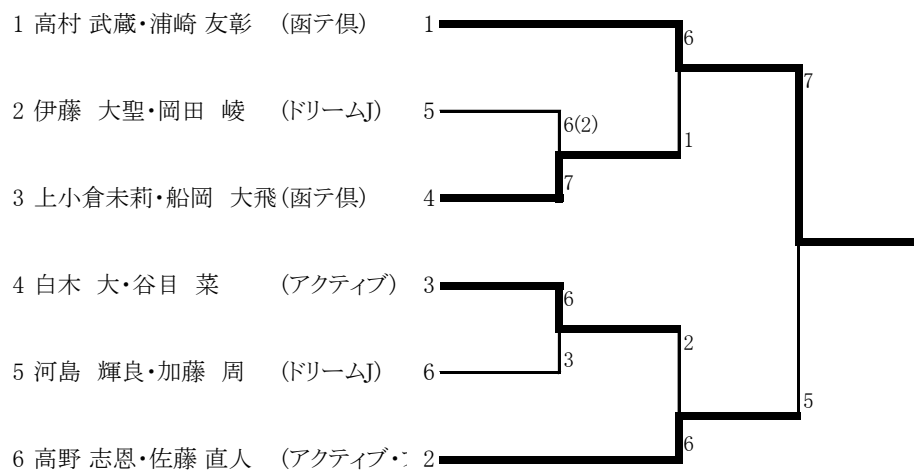 1 高村 武蔵・浦崎 友彰 (函テ倶) 1
6
7
2 伊藤 大聖・岡田 崚 (ドリームJ) 5
6(2)
1
3 上小倉未莉・船岡 大飛(函テ倶) 4
7
4 白木 大・谷目 菜 (アクティブ) 3
6
2
5 河島 輝良・加藤 周 (ドリームJ) 6
3
5
6 高野 志恩・佐藤 直人 (アクティブ・ 2
6